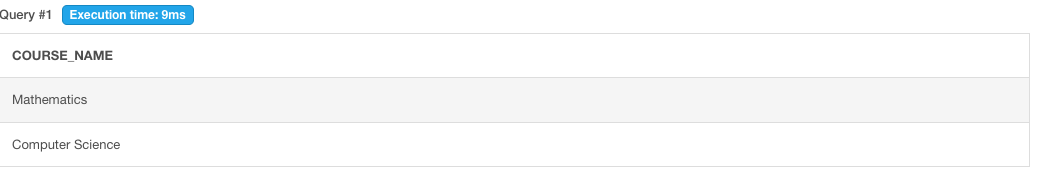 Query #1 Execution time: 9ms
COURSE_NAME
Mathematics
Computer Science